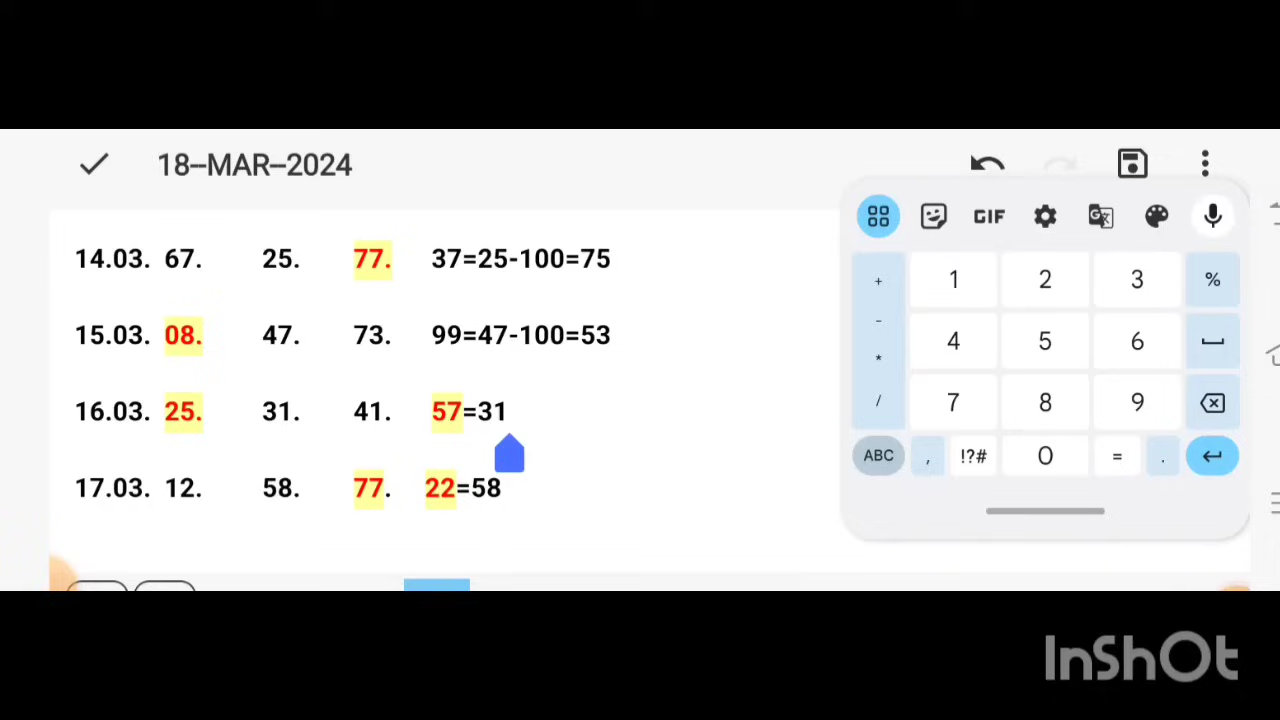 18--MAR--2024
14.03. 67. 25. 77. 37=25-100=75
15.03. 08. 47. 73. 99=47-100=53
16.03. 25. 31. 41. 57=31
17.03. 12. 58. 77. 22=58
GIF
+ 1 2 3 %
- 4 5 6
*
/ 7 8 9
ABC , !?# 0 = .
InShOt